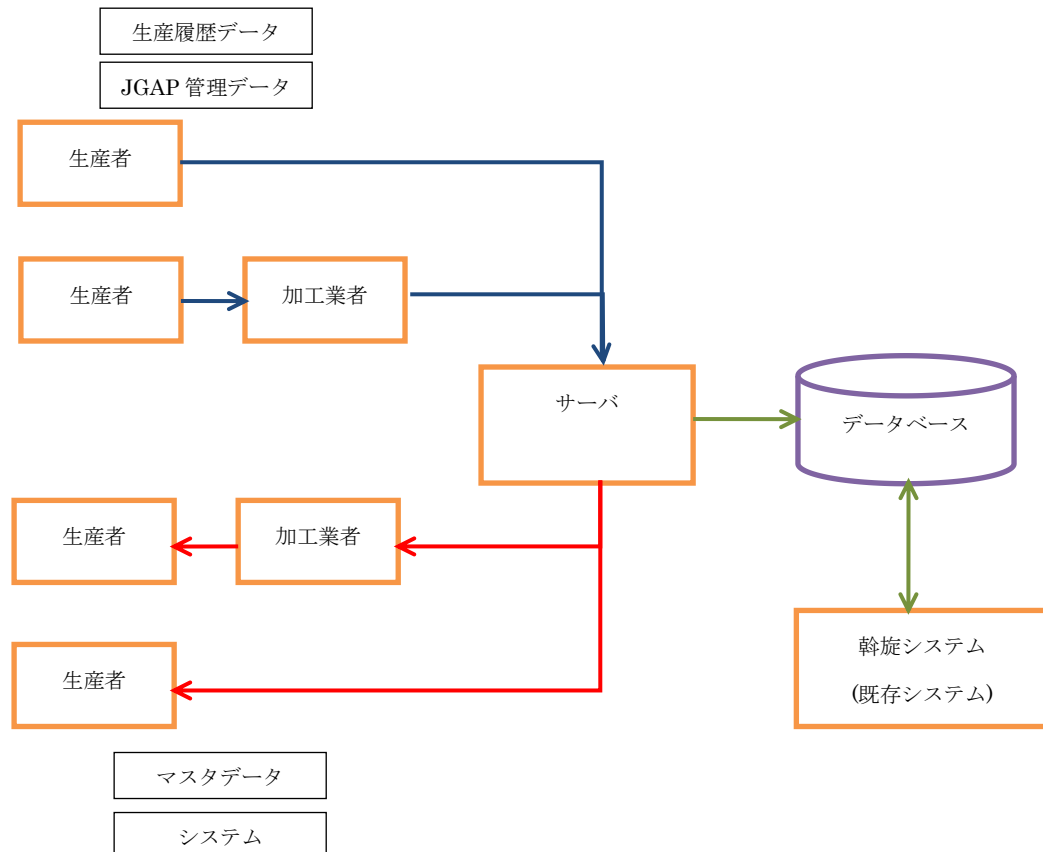 生産履歴データ
JGAP 管理データ
生産者
生産者
加工業者
サーバ
データベース
生産者
加工業者
生産者
斡旋システム
(既存システム)
マスタデータ
システム